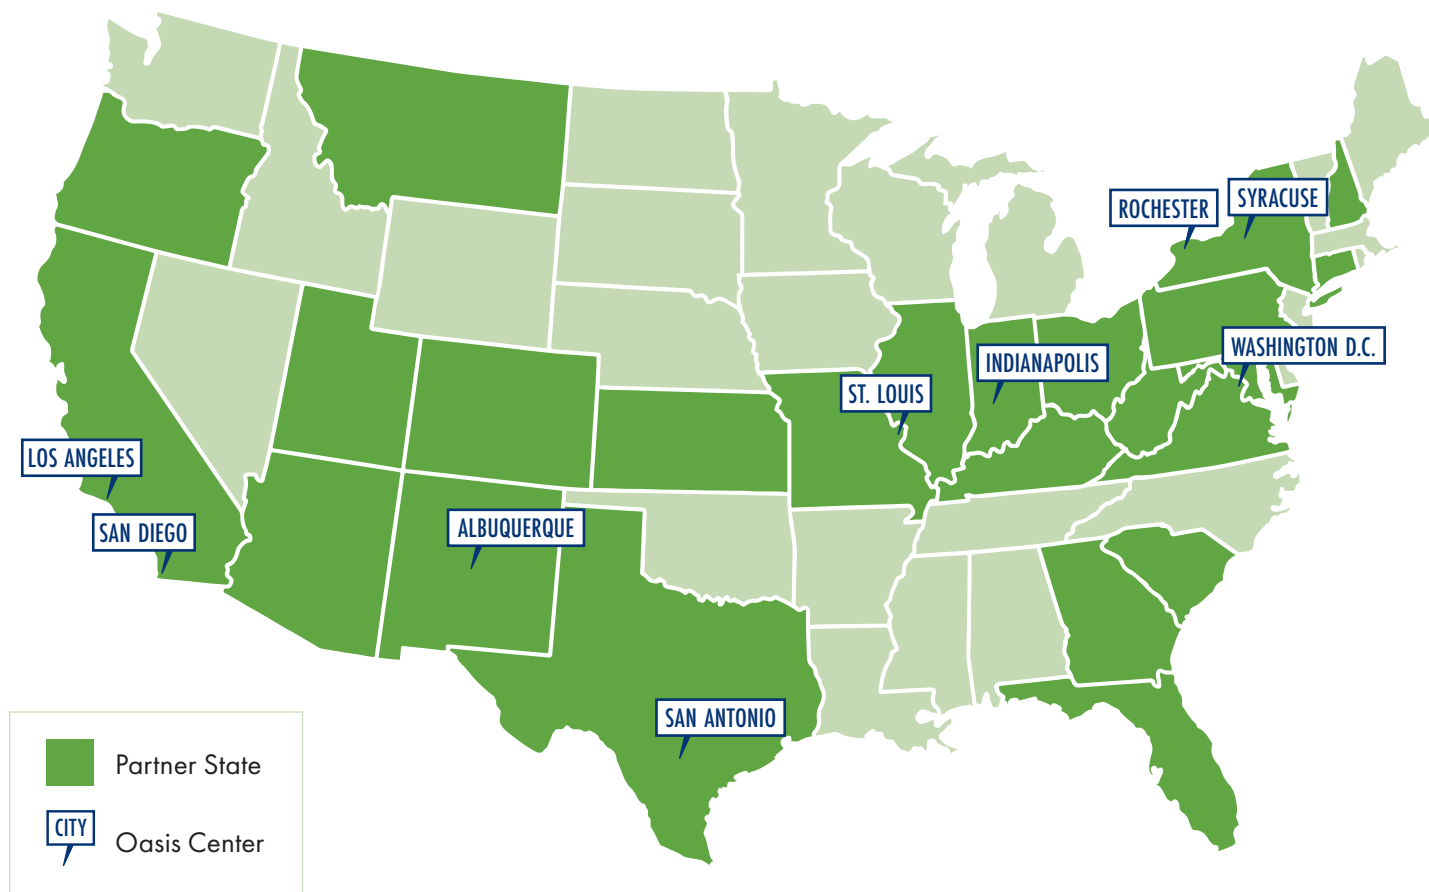 SYRACUSE
ROCHESTER
WASHINGTON D.C.
INDIANAPOLIS
ST. LOUIS
LOS ANGELES
ALBUQUERQUE
SAN DIEGO
SAN ANTONIO
Partner State
CITY
Oasis Center